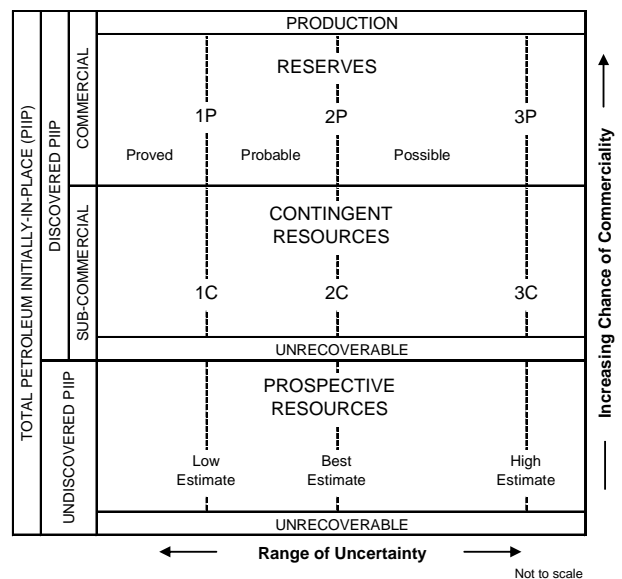 TOTAL PETROLEUM INITIALLY-IN-PLACE (PIIP)
DISCOVERED PIIP
COMMERCIAL
PRODUCTION
RESERVES
1P 2P 3P
Proved Probable Possible
SUB-COMMERCIAL
CONTINGENT
RESOURCES
1C 2C 3C
UNRECOVERABLE
UNDISCOVERED PIIP
PROSPECTIVE
RESOURCES
Low Best High
Estimate Estimate Estimate
UNRECOVERABLE
Increasing Chance of Commerciality
Range of Uncertainty
Not to scale